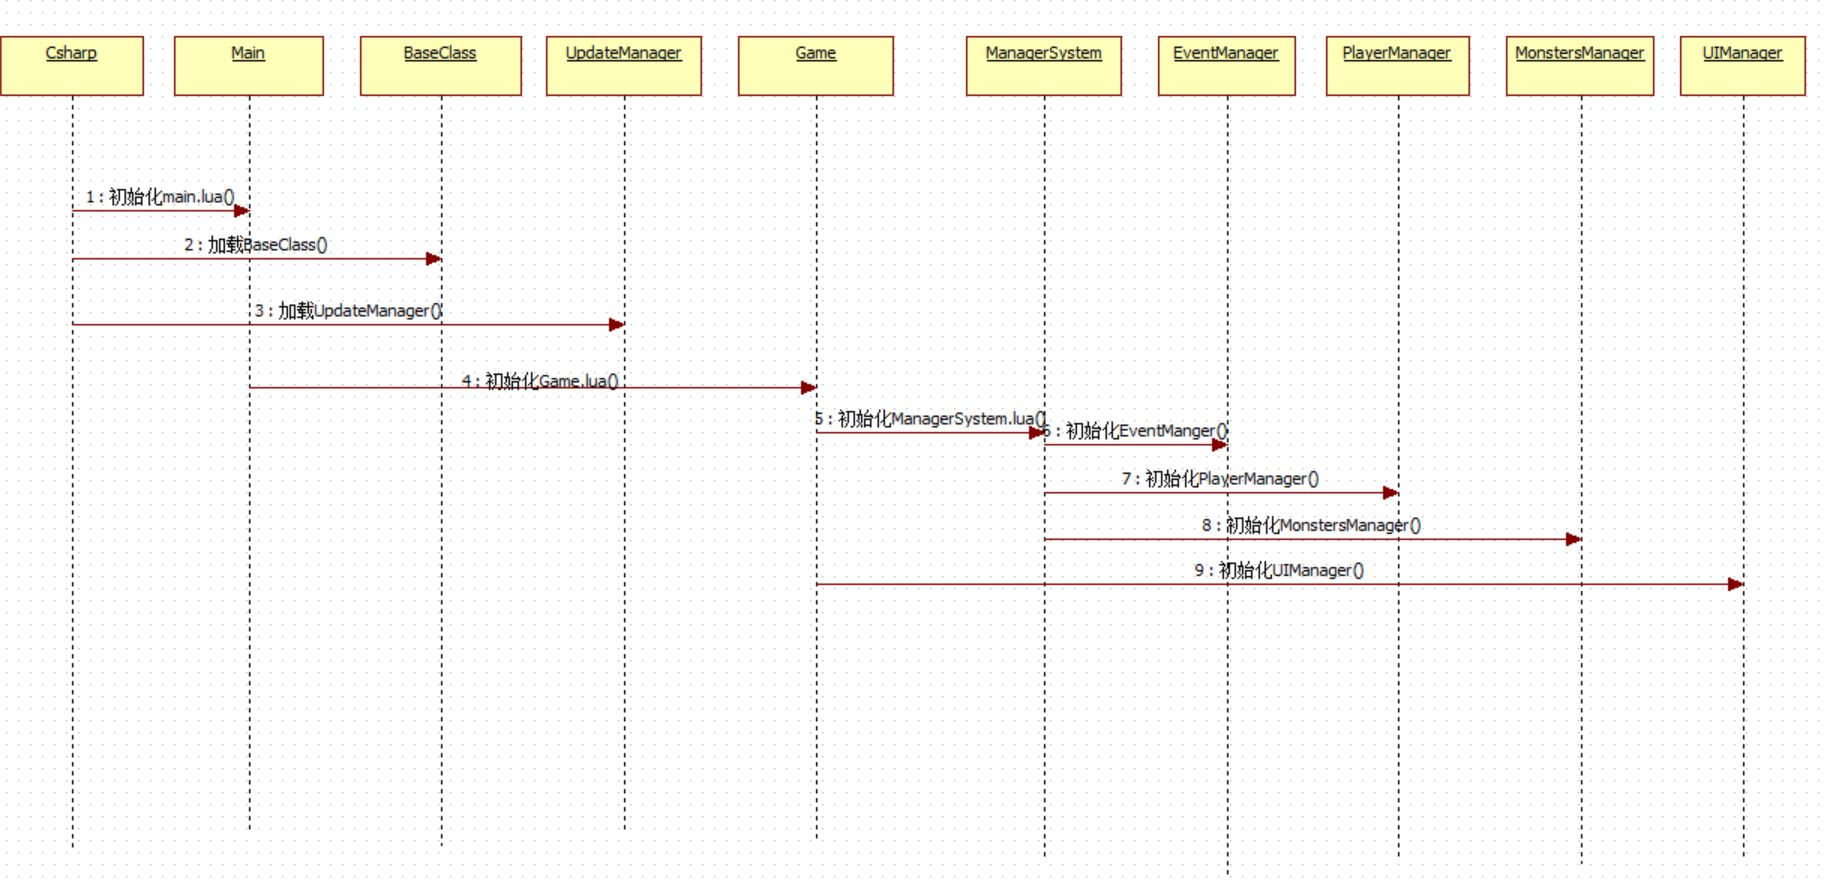 Csharp
Main
BaseClass
UpdateManager
Game
ManagerSystem
EventManager
PlayerManager
MonstersManager
UIManager
1 : 初始化main.lua()
2 : 加载BaseClass()
3 : 加载UpdateManager()
4 : 初始化Game.lua()
5 : 初始化ManagerSystem.lua()
6 : 初始化EventManger()
7 : 初始化PlayerManager()
8 : 初始化MonstersManager()
9 : 初始化UIManager()